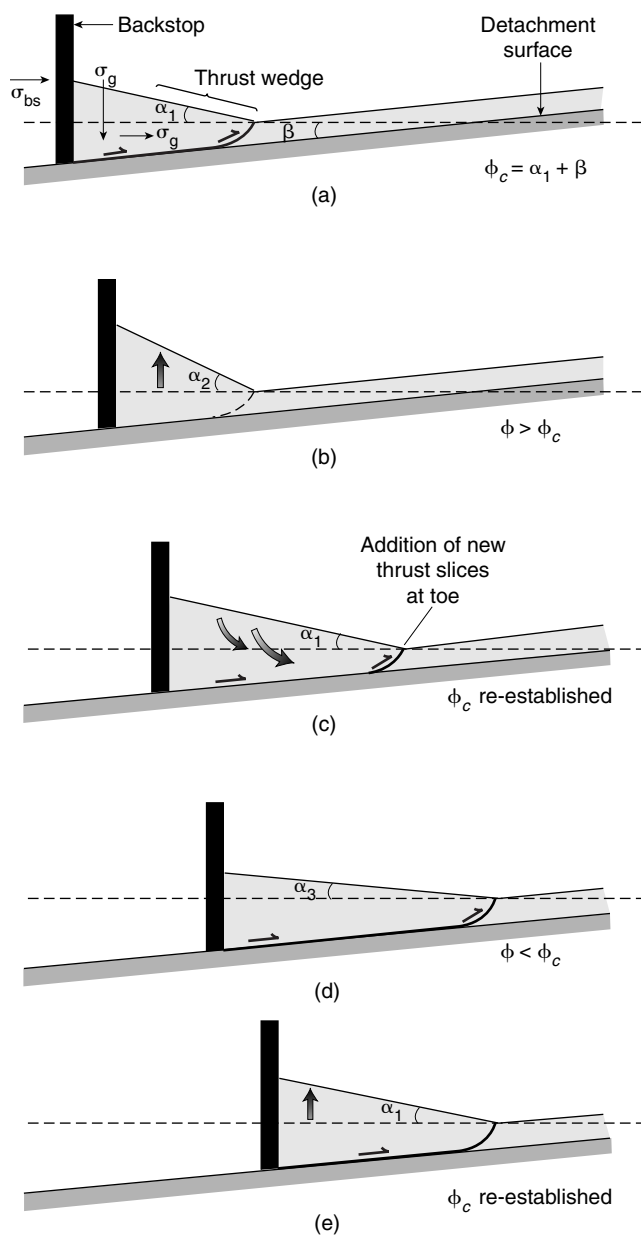 Backstop
Detachment
surface
σg
Thrust wedge
σbs
α1
σg
β
ϕc = α1 + β
(a)
α2
ϕ > ϕc
(b)
Addition of new
thrust slices
at toe
α1
ϕc re-established
(c)
α3
ϕ < ϕc
(d)
α1
ϕc re-established
(e)